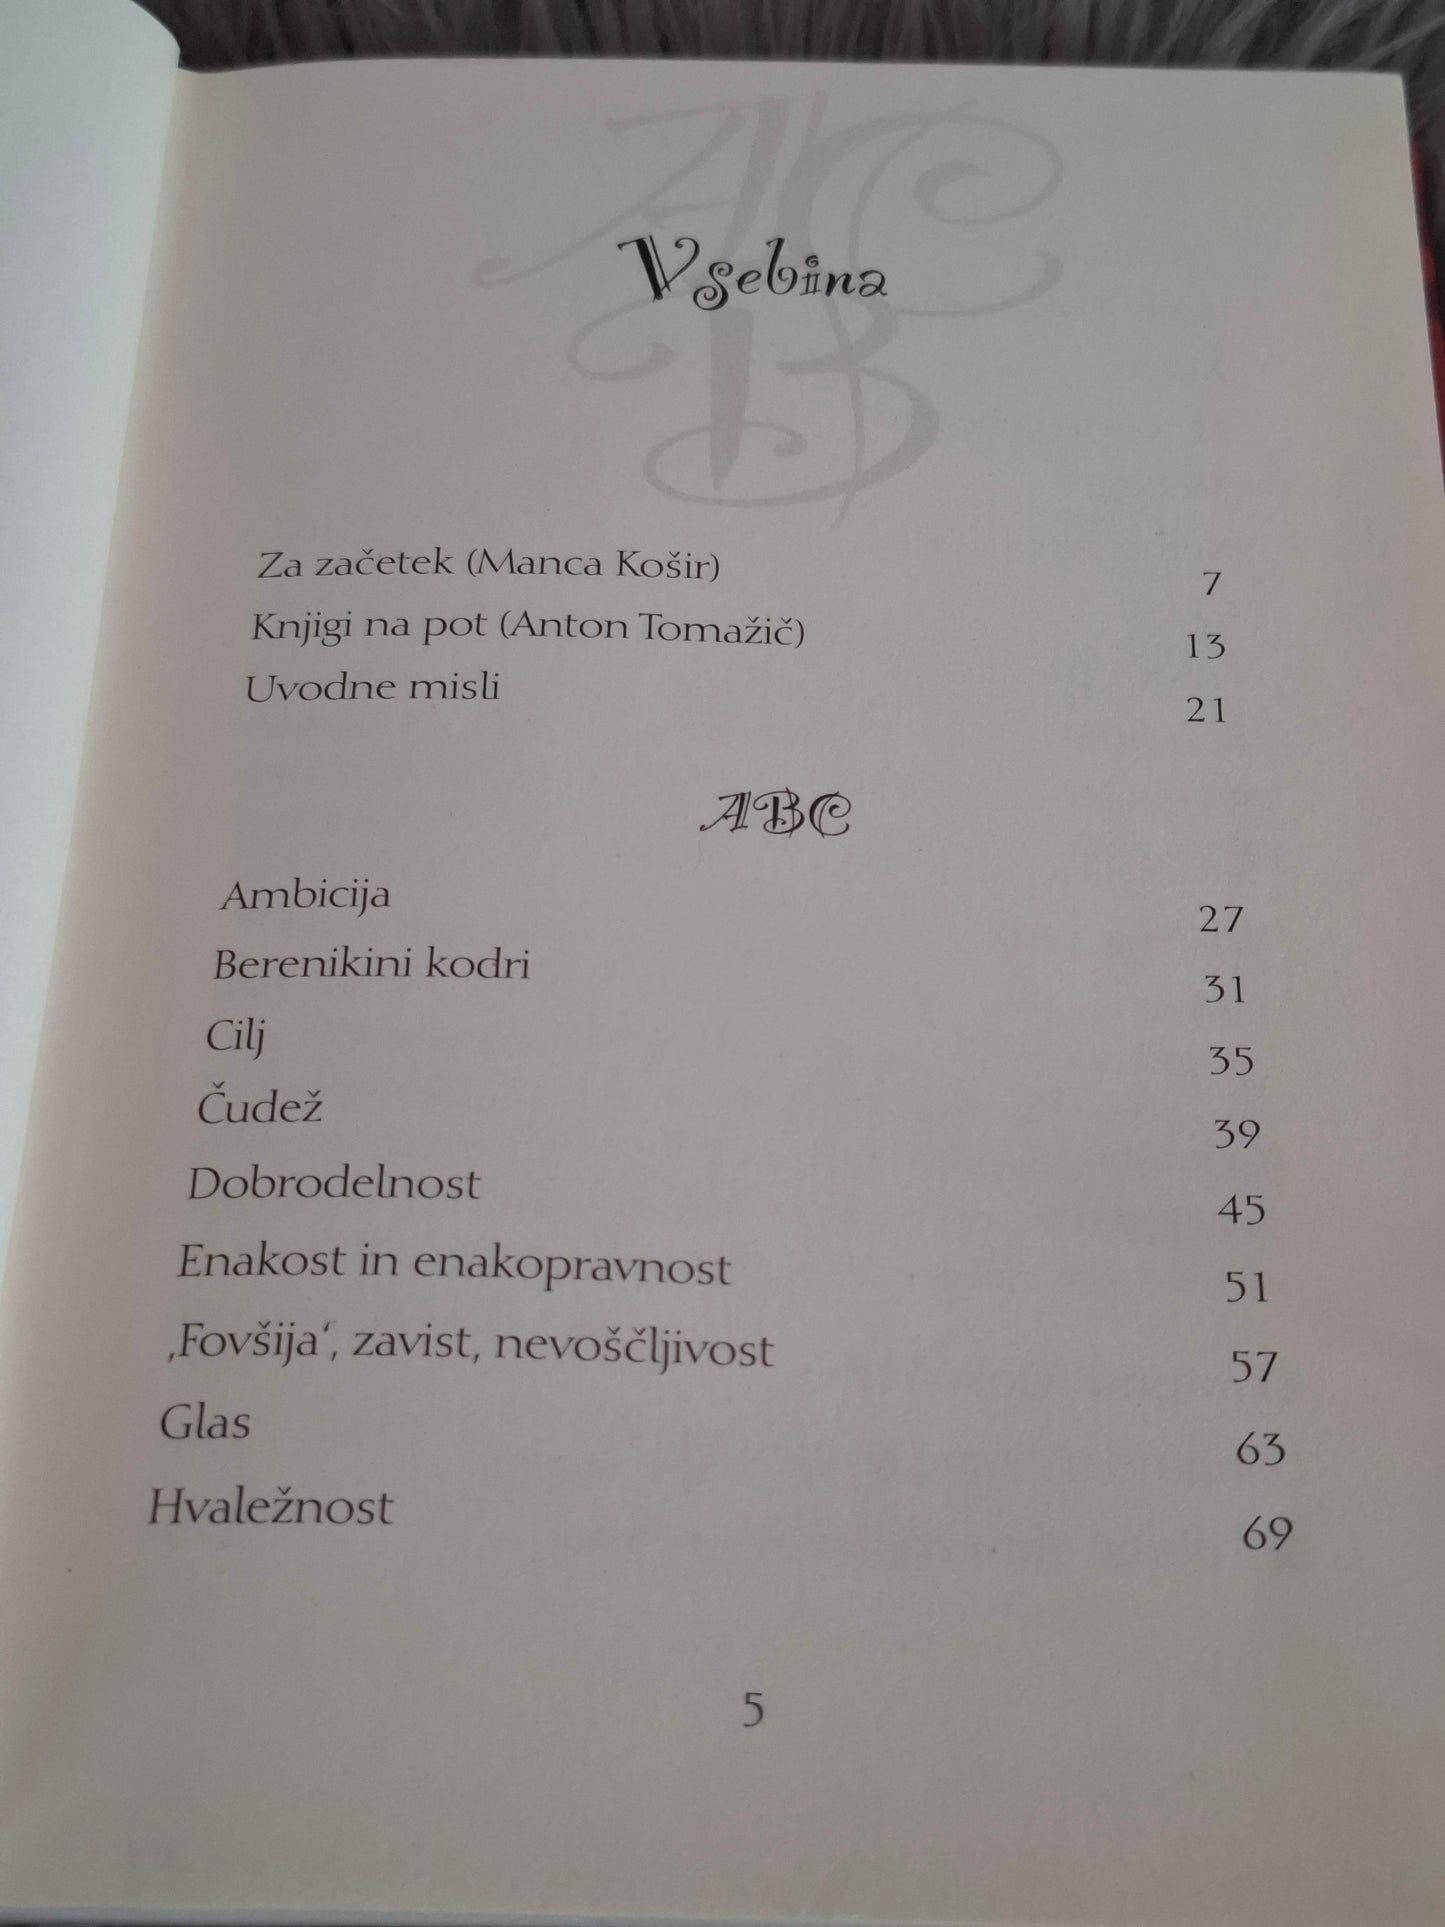 Vsebina
Za začetek (Manca Košir) 7
Knjigi na pot (Anton Tomažič) 13
Uvodne misli 21
ABC
Ambicija 27
Berenikini kodri 31
Cilj 35
Čudež 39
Dobrodelnost 45
Enakost in enakopravnost 51
‚Fovšija‘, zavist, nevoščljivost 57
Glas 63
Hvaležnost 69
5